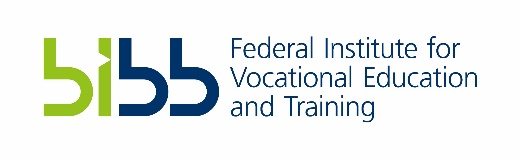 bibb
Federal Institute for
Vocational Education
and Training